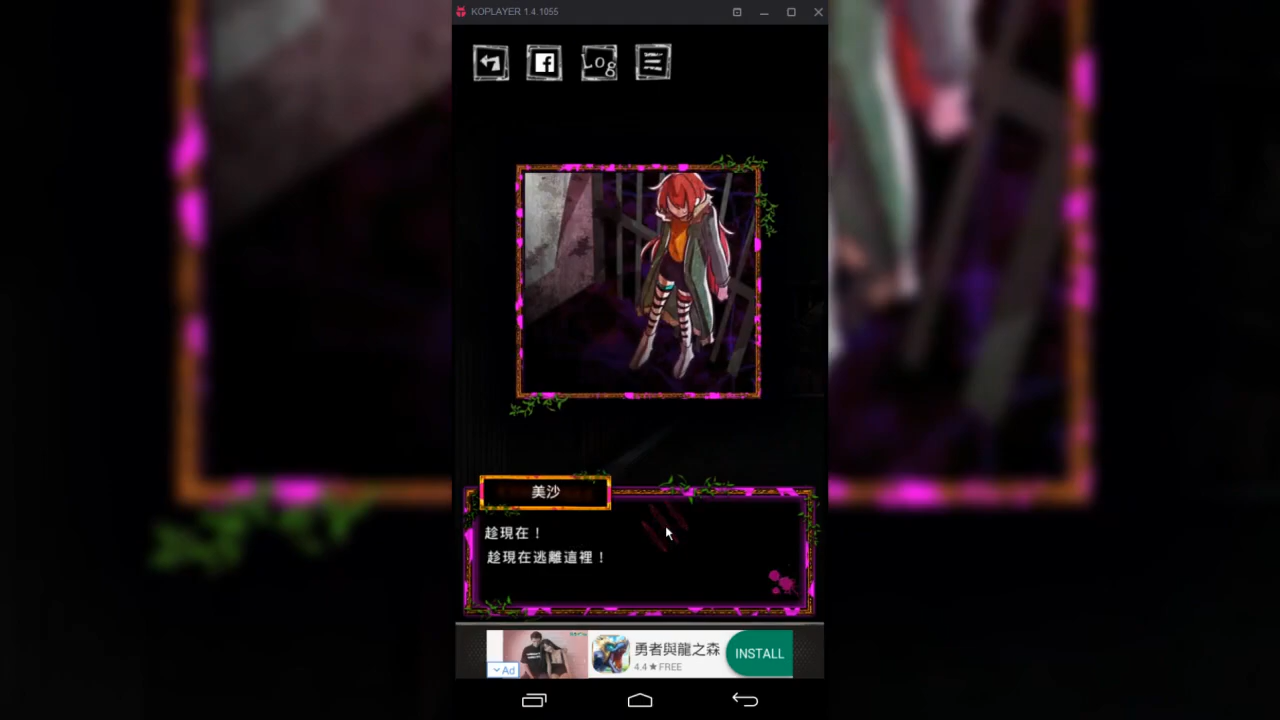 KOPLAYER 1.4.1055
Log
美沙
趁現在！
趁現在逃離這裡！
勇者與龍之森
4.4★FREE
INSTALL
Ad